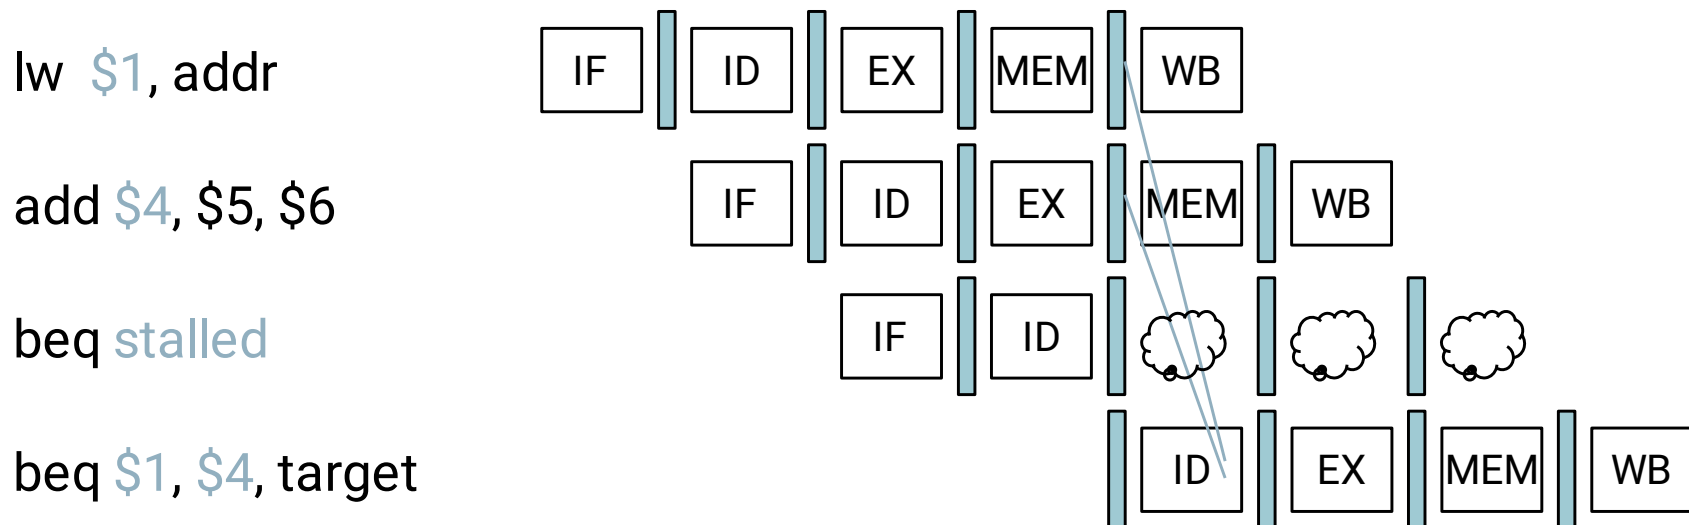 lw $1, addr IF ID EX MEM WB
add $4, $5, $6 IF ID EX MEM WB
beq stalled IF ID
beq $1, $4, target ID EX MEM WB